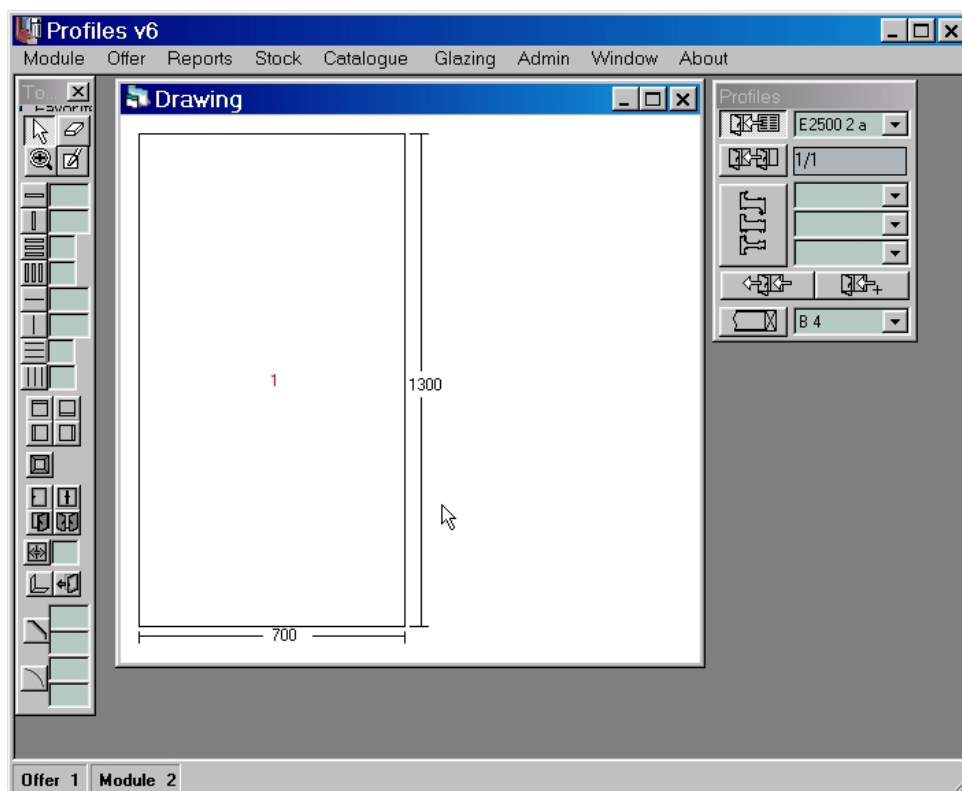 Profiles v6
Module Offer Reports Stock Catalogue Glazing Admin Window About
To...
Drawing
Profiles
E2500 2 a
1/1
B 4
1
1300
700
Offer 1 Module 2